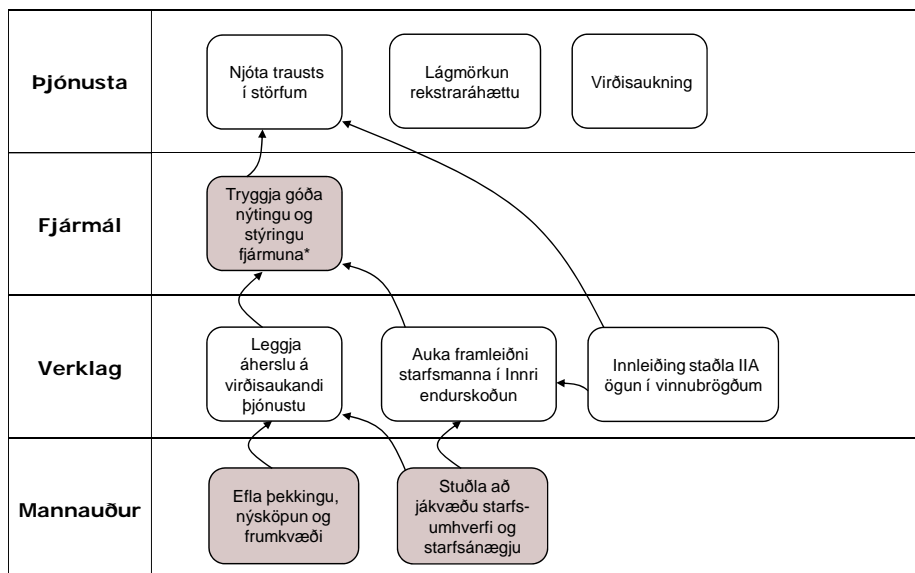 Þjónusta
Njóta trausts
í störfum
Lágmörkun
rekstraráhættu
Virðisaukning
Fjármál
Tryggja góða
nýtingu og
stýringu
fjármuna*
Verklag
Leggja
áherslu á
virðisaukandi
þjónustu
Auka framleiðni
starfsmanna í Innri
endurskoðun
Innleiðing staðla IIA
ögun í vinnubrögðum
Mannauður
Efla þekkingu,
nýsköpun og
frumkvæði
Stuðla að
jákvæðu starfs-
umhverfi og
starfsánægju